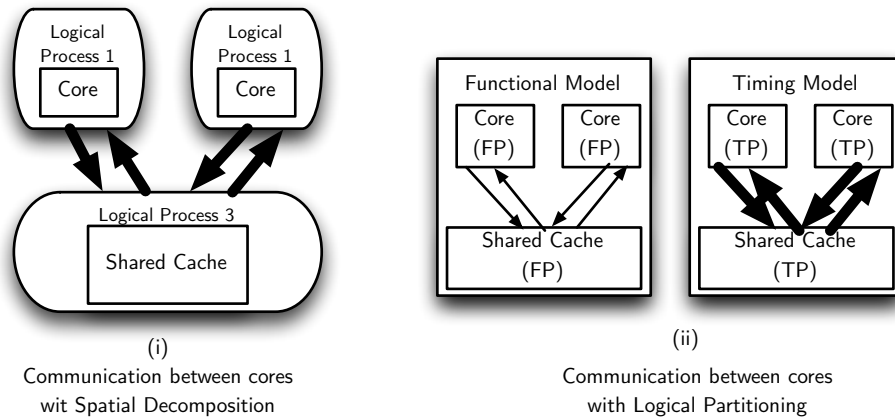 Logical
Process 1
Core
Logical
Process 1
Core
Logical Process 3
Shared Cache
(i)
Communication between cores
wit Spatial Decomposition
Functional Model
Core
(FP)
Core
(FP)
Shared Cache
(FP)
Timing Model
Core
(TP)
Core
(TP)
Shared Cache
(TP)
(ii)
Communication between cores
with Logical Partitioning